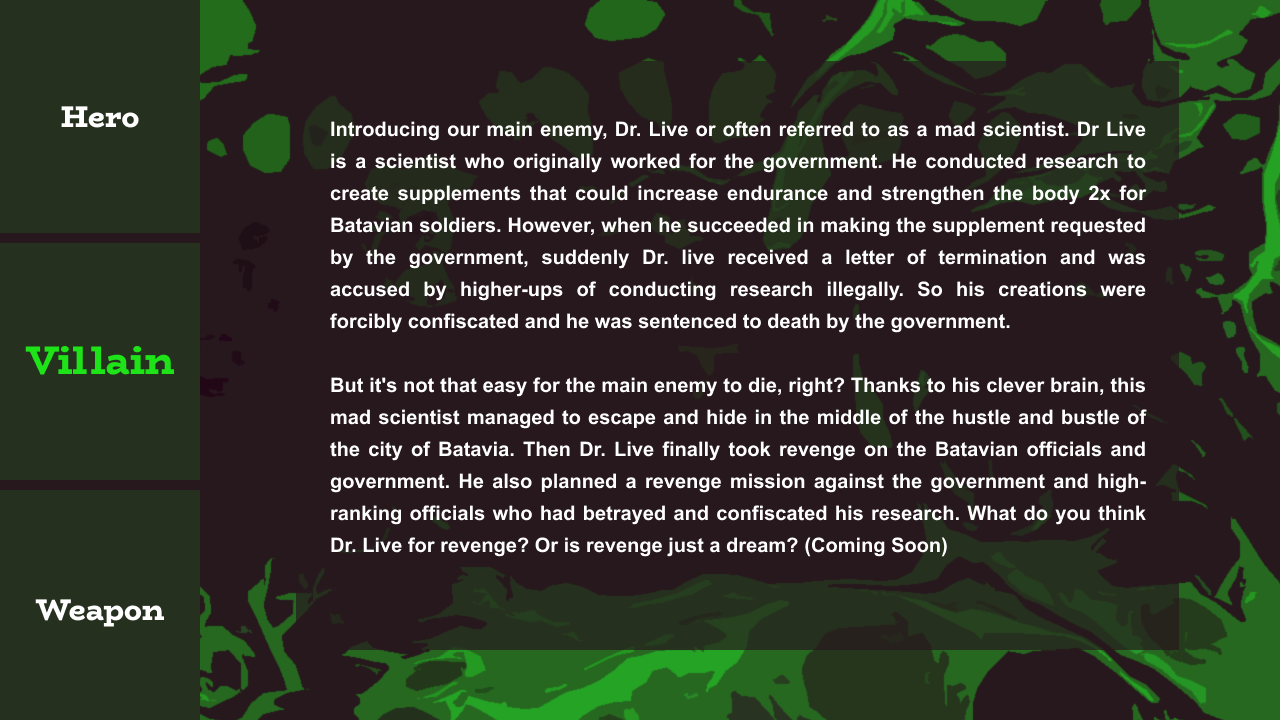 Hero
Villain
Weapon
Introducing our main enemy, Dr. Live or often referred to as a mad scientist. Dr Live
is a scientist who originally worked for the government. He conducted research to
create supplements that could increase endurance and strengthen the body 2x for
Batavian soldiers. However, when he succeeded in making the supplement requested
by the government, suddenly Dr. live received a letter of termination and was
accused by higher-ups of conducting research illegally. So his creations were
forcibly confiscated and he was sentenced to death by the government.
But it's not that easy for the main enemy to die, right? Thanks to his clever brain, this
mad scientist managed to escape and hide in the middle of the hustle and bustle of
the city of Batavia. Then Dr. Live finally took revenge on the Batavian officials and
government. He also planned a revenge mission against the government and high-
ranking officials who had betrayed and confiscated his research. What do you think
Dr. Live for revenge? Or is revenge just a dream? (Coming Soon)